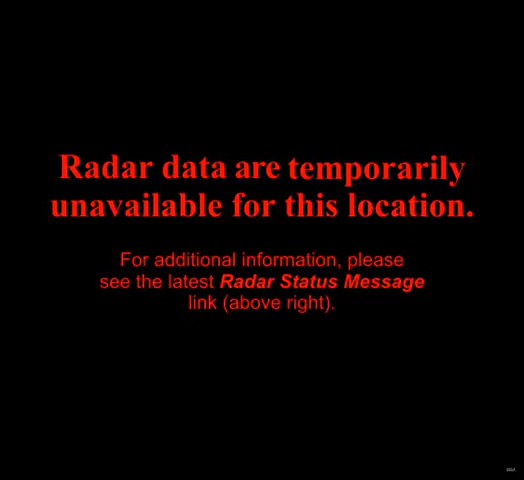 Radar data are temporarily
unavailable for this location.
For additional information, please
see the latest Radar Status Message
link (above right).